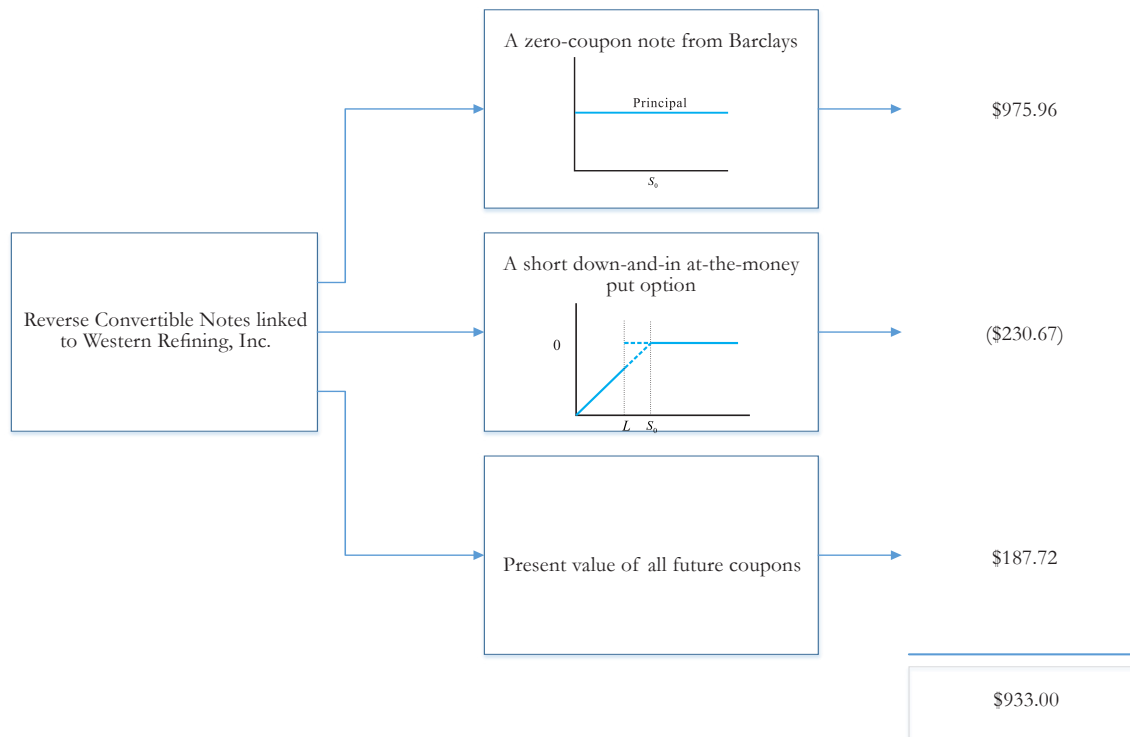 A zero-coupon note from Barclays
Principal
S₀
$975.96
Reverse Convertible Notes linked
to Western Refining, Inc.
A short down-and-in at-the-money
put option
0
L S₀
($230.67)
Present value of all future coupons
$187.72
$933.00